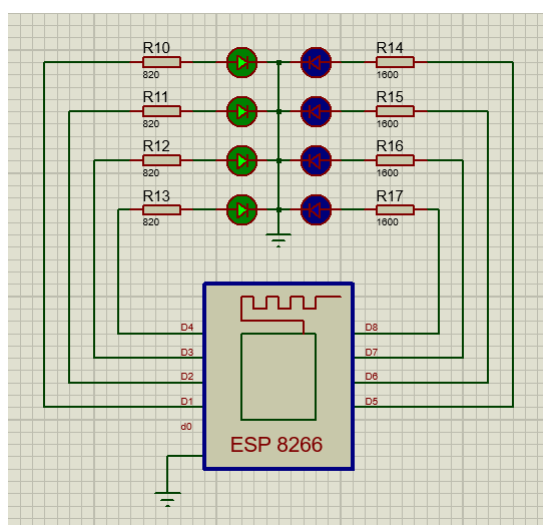 R10
820
R14
1600
R11
820
R15
1600
R12
820
R16
1600
R13
820
R17
1600
D4
D8
D3
D7
D2
D6
D1
D5
d0
ESP 8266